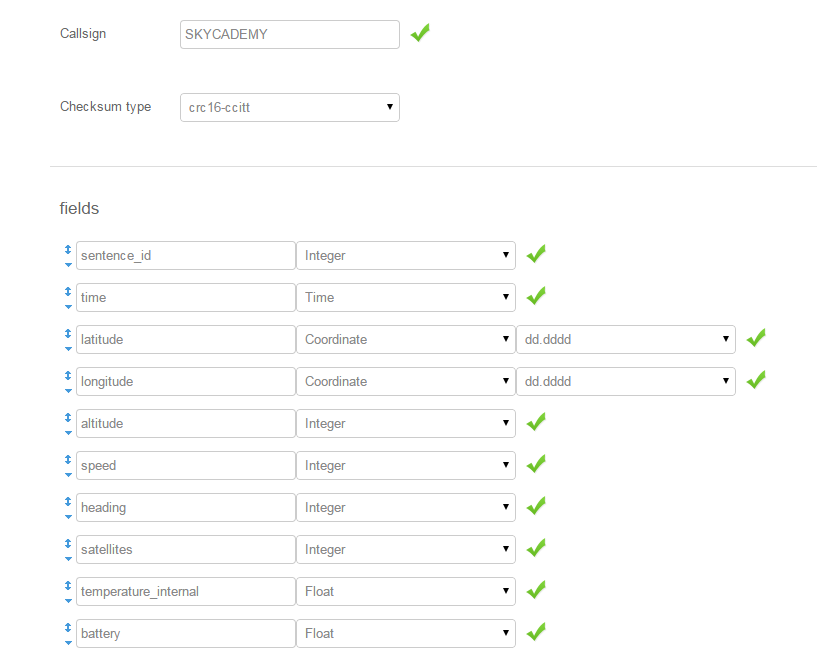 Callsign SKYCADEMY
Checksum type crc16-ccitt
fields
sentence_id Integer
time Time
latitude Coordinate dd.dddd
longitude Coordinate dd.dddd
altitude Integer
speed Integer
heading Integer
satellites Integer
temperature_internal Float
battery Float